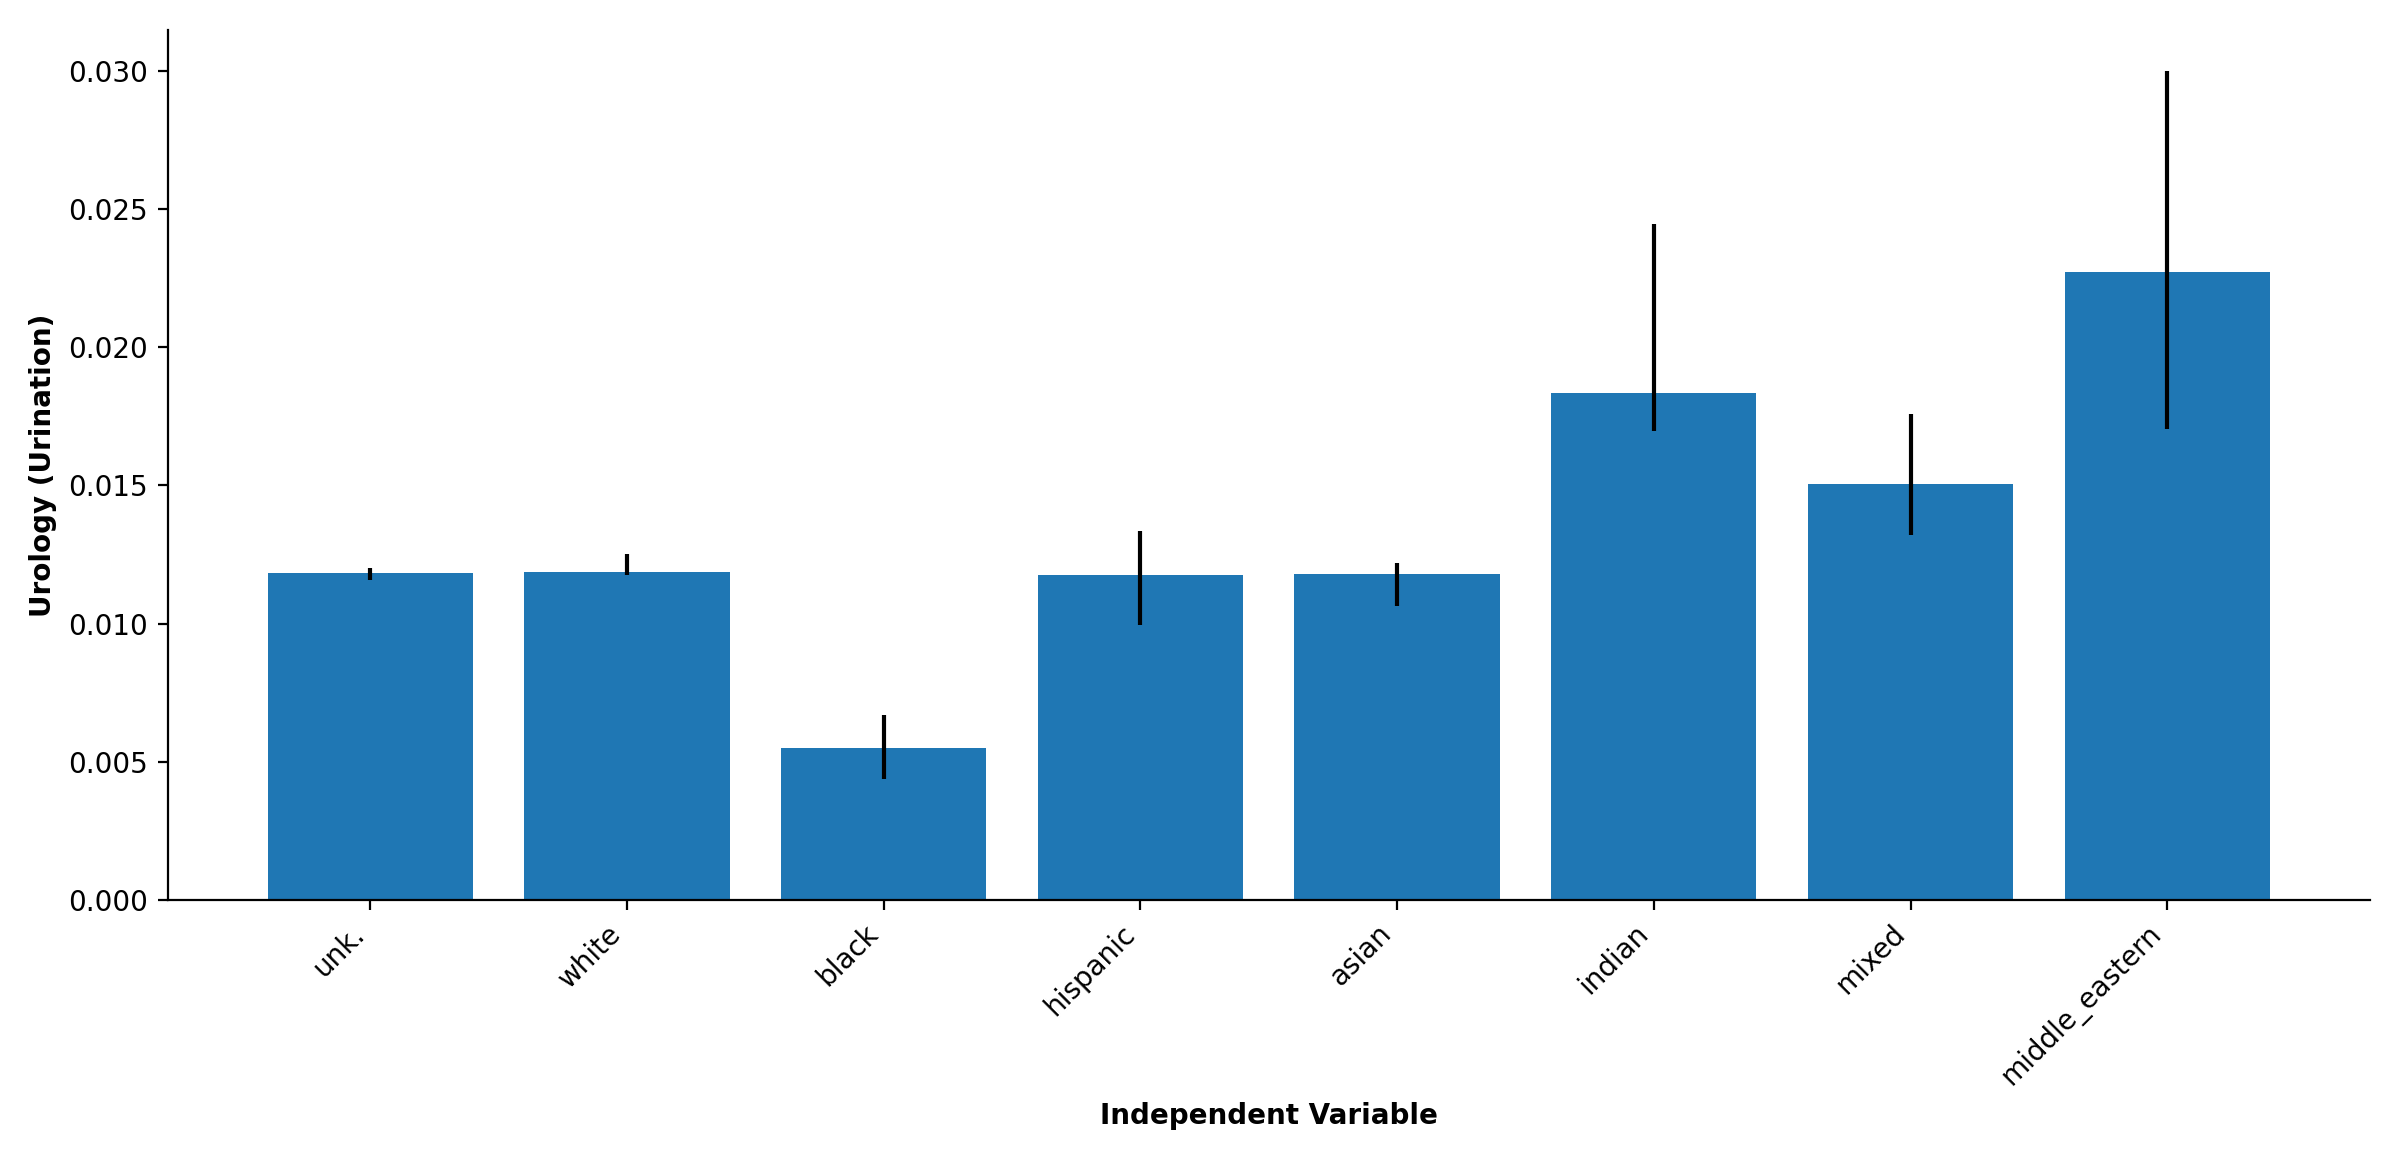 0.030
0.025
0.020
0.015
0.010
0.005
0.000
Urology (Urination)
unk.
white
black
hispanic
asian
indian
mixed
middle_eastern
Independent Variable